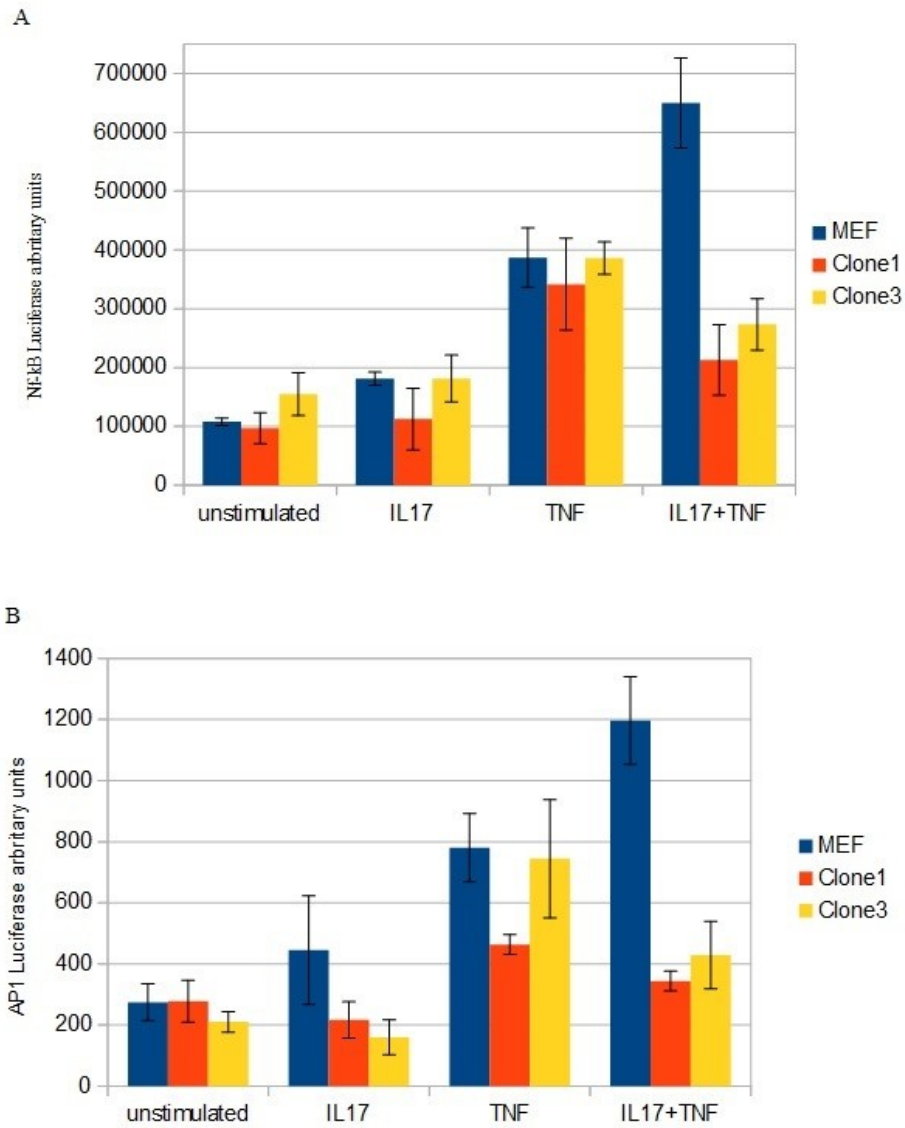 A
700000
600000
500000
400000
300000
200000
100000
0
Nf-kB Luciferase arbritary units
unstimulated IL17 TNF IL17+TNF
MEF
Clone1
Clone3
B
1400
1200
1000
800
600
400
200
0
AP1 Luciferase arbritary units
unstimulated IL17 TNF IL17+TNF
MEF
Clone1
Clone3